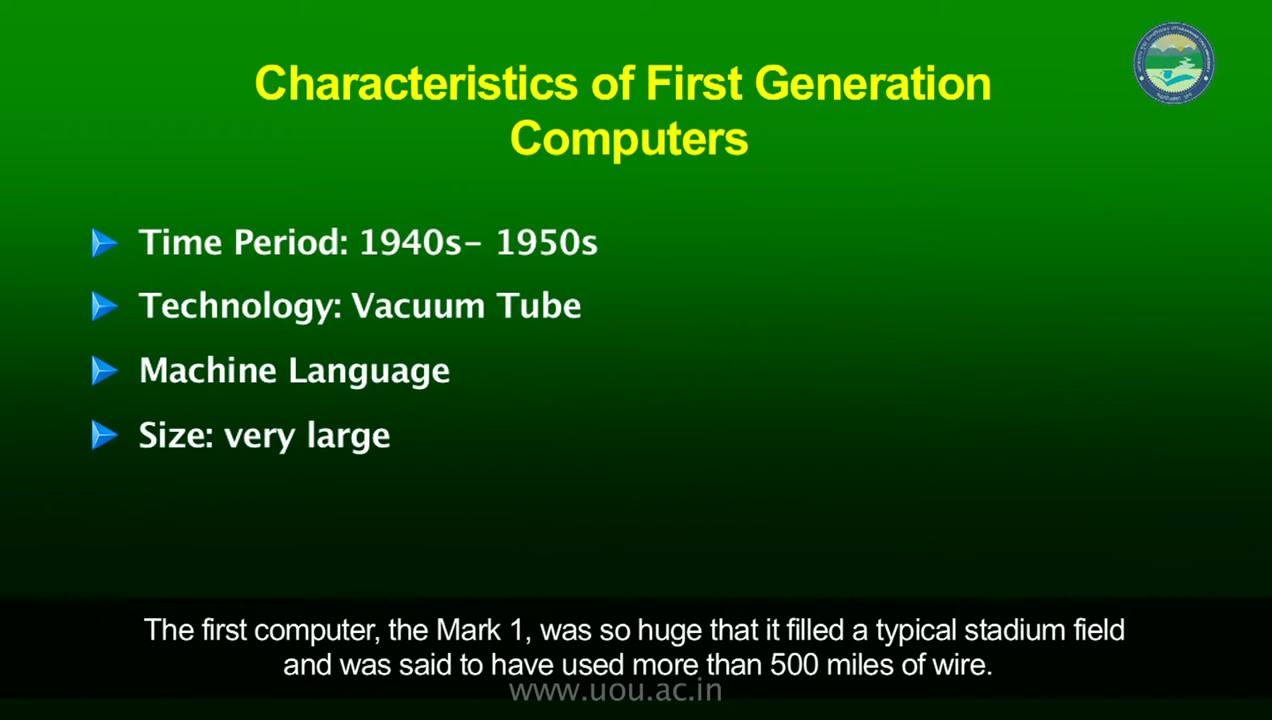 Characteristics of First Generation
Computers
Time Period: 1940s– 1950s
Technology: Vacuum Tube
Machine Language
Size: very large
The first computer, the Mark 1, was so huge that it filled a typical stadium field
and was said to have used more than 500 miles of wire.
www.uou.ac.in